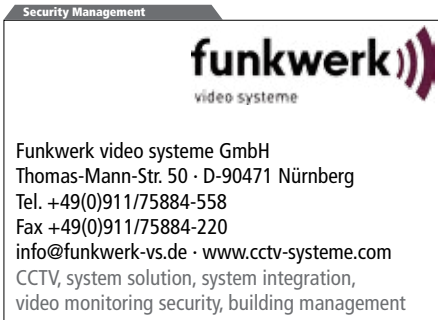 Security Management
funkwerk
video systeme
Funkwerk video systeme GmbH
Thomas-Mann-Str. 50 · D-90471 Nürnberg
Tel. +49(0)911/75884-558
Fax +49(0)911/75884-220
info@funkwerk-vs.de · www.cctv-systeme.com
CCTV, system solution, system integration,
video monitoring security, building management